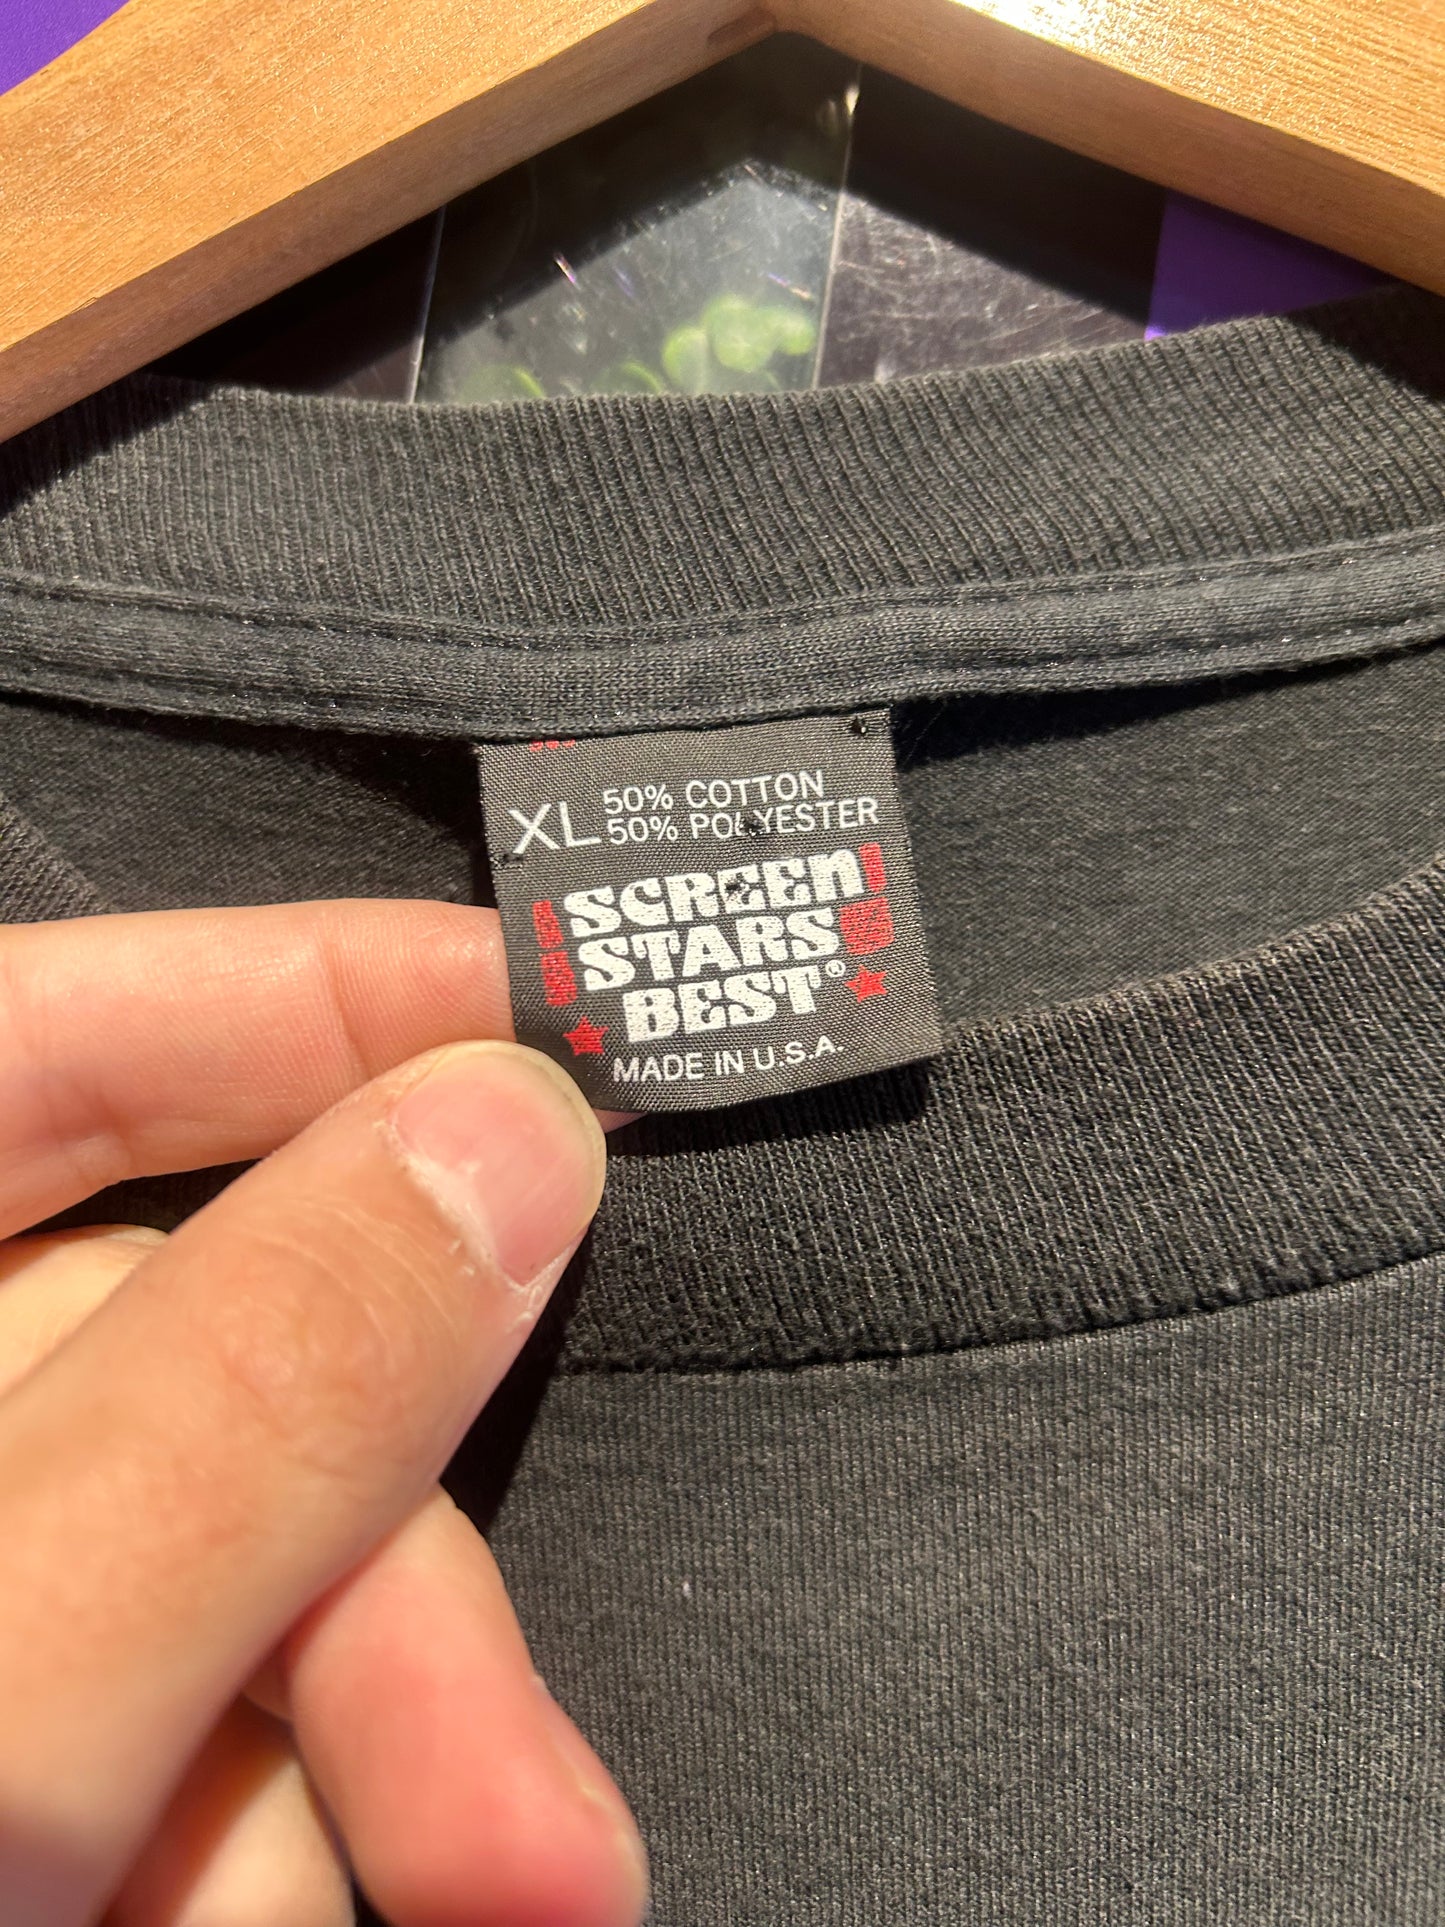 XL 50% COTTON
50% POLYESTER
SCREEN
STARS
BEST®
MADE IN U.S.A.